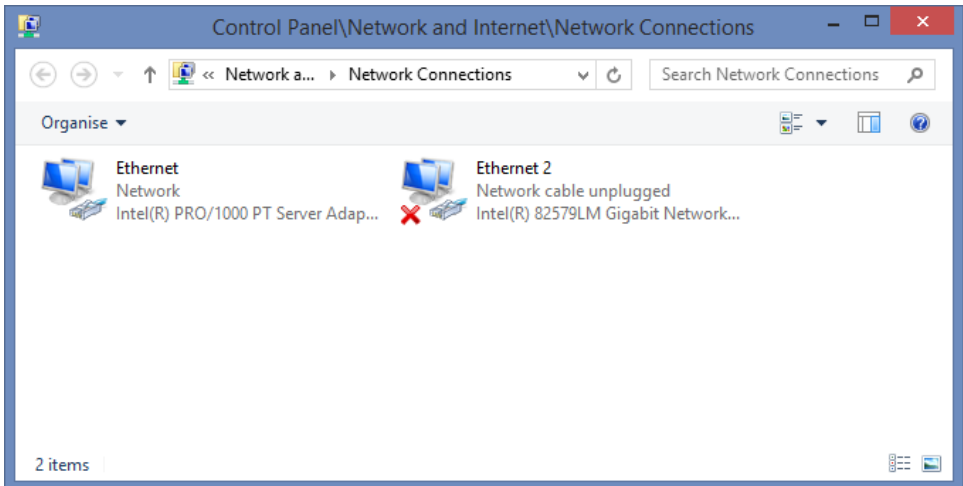 Control Panel\Network and Internet\Network Connections
« Network a... Network Connections
Search Network Connections
Organise
Ethernet
Network
Intel(R) PRO/1000 PT Server Adap...
Ethernet 2
Network cable unplugged
Intel(R) 82579LM Gigabit Network...
2 items